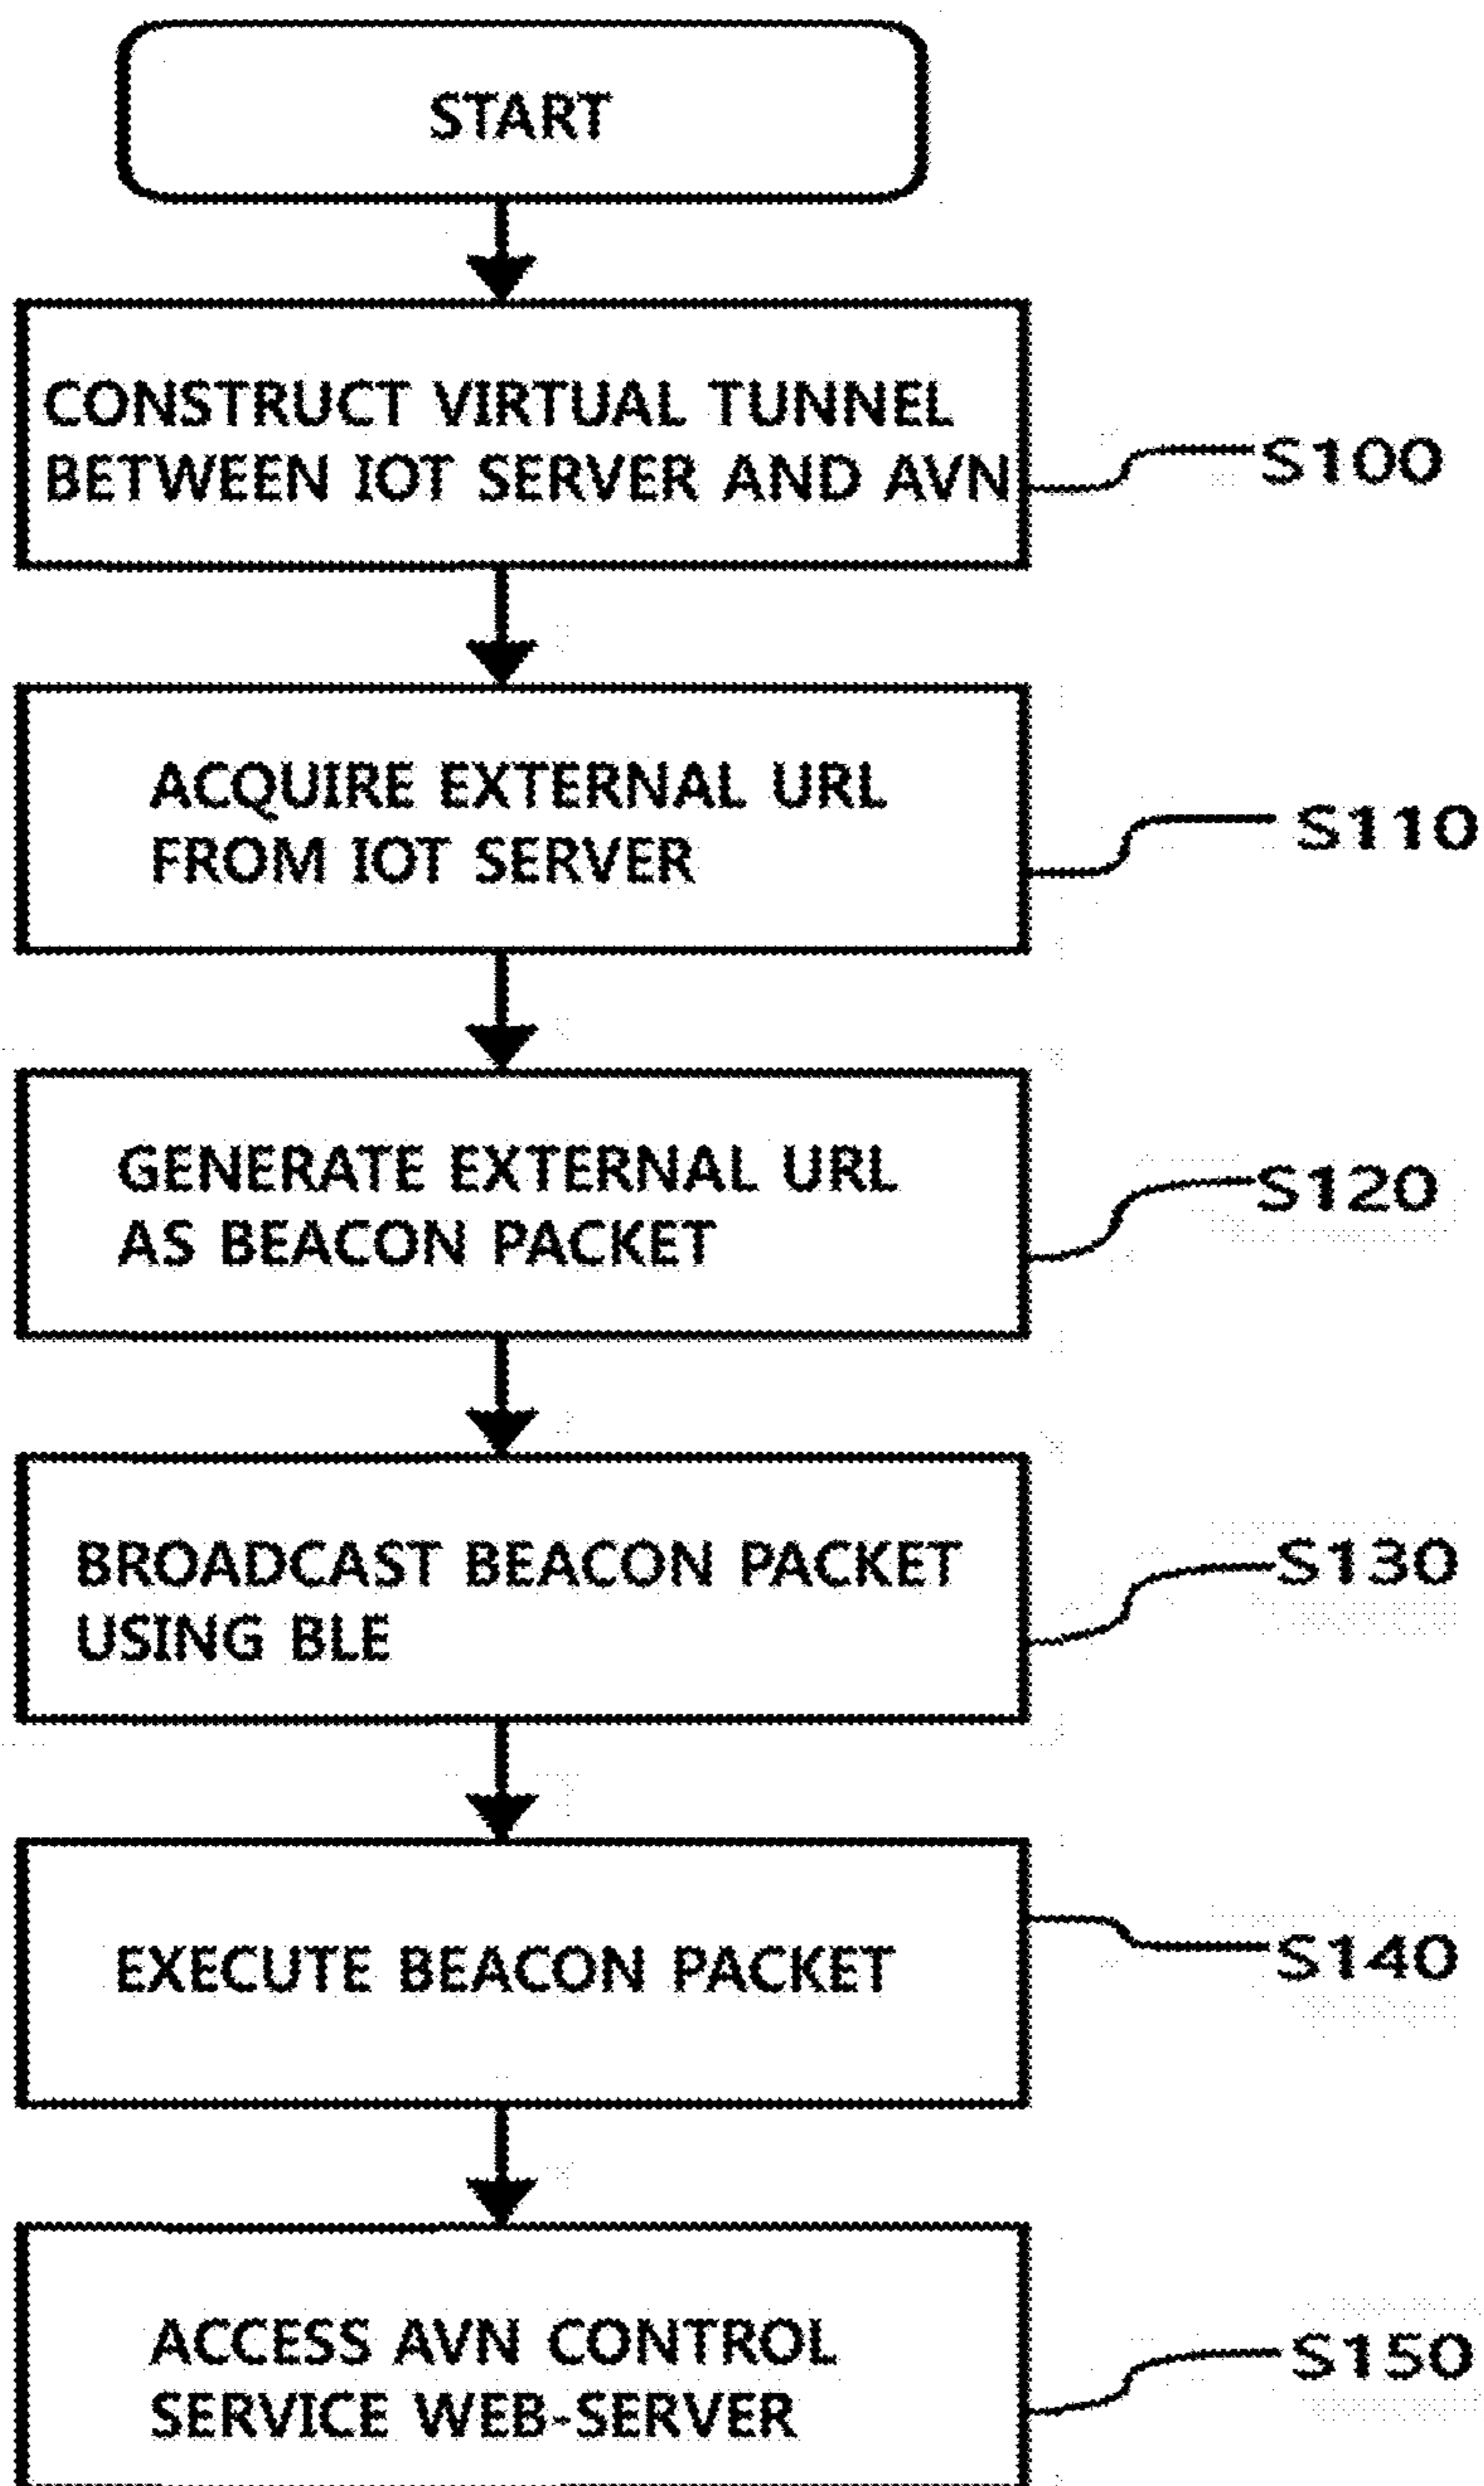 START
CONSTRUCT VIRTUAL TUNNEL
BETWEEN IOT SERVER AND AVN
S100
ACQUIRE EXTERNAL URL
FROM IOT SERVER
S110
GENERATE EXTERNAL URL
AS BEACON PACKET
S120
BROADCAST BEACON PACKET
USING BLE
S130
EXECUTE BEACON PACKET
S140
ACCESS AVN CONTROL
SERVICE WEB-SERVER
S150